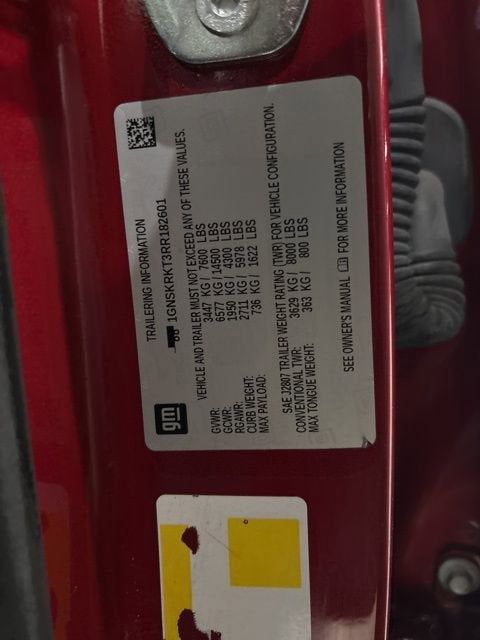 TRAILERING INFORMATION
1GNSKRKT3RR182601
gm
VEHICLE AND TRAILER MUST NOT EXCEED ANY OF THESE VALUES.
GVWR: 3447 KG / 7600 LBS
GCWR: 6577 KG / 14500 LBS
RGAWR: 1950 KG / 4300 LBS
CURB WEIGHT: 2711 KG / 5978 LBS
MAX PAYLOAD: 736 KG / 1622 LBS
SAE J2807 TRAILER WEIGHT RATING (TWR) FOR VEHICLE CONFIGURATION.
CONVENTIONAL TWR: 3629 KG / 8000 LBS
MAX TONGUE WEIGHT: 363 KG / 800 LBS
SEE OWNER'S MANUAL FOR MORE INFORMATION